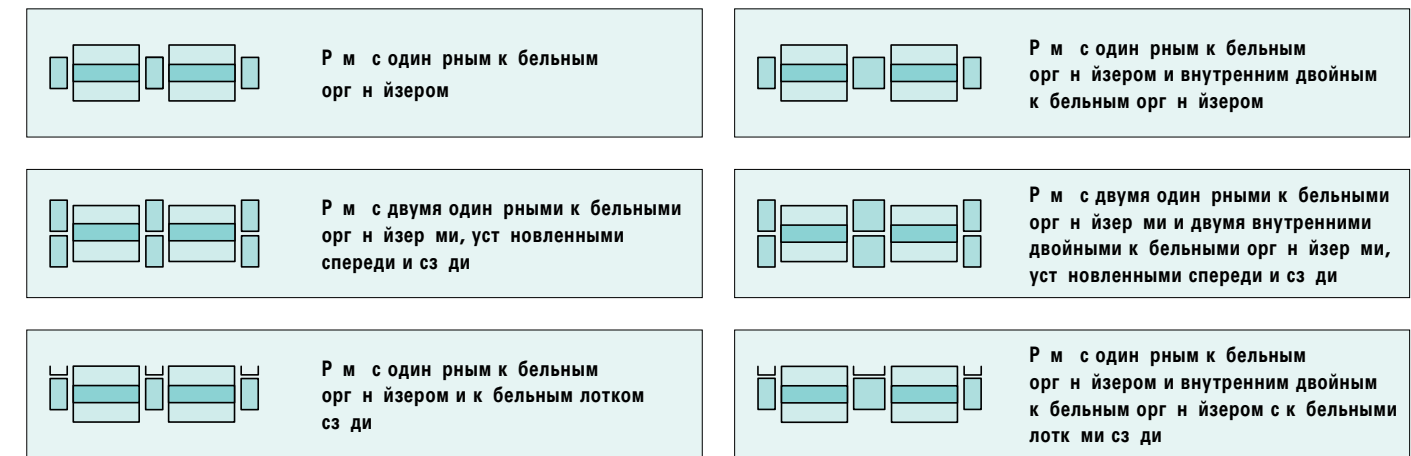 Р м с один рным к бельным
орг н йзером
Р м с один рным к бельным
орг н йзером и внутренним двойным
к бельным орг н йзером
Р м с двумя один рными к бельными
орг н йзер ми, уст новленными
спереди и сз ди
Р м с двумя один рными к бельными
орг н йзер ми и двумя внутренними
двойными к бельными орг н йзер ми,
уст новленными спереди и сз ди
Р м с один рным к бельным
орг н йзером и к бельным лотком
сз ди
Р м с один рным к бельным
орг н йзером и внутренним двойным
к бельным орг н йзером с к бельными
лотк ми сз ди